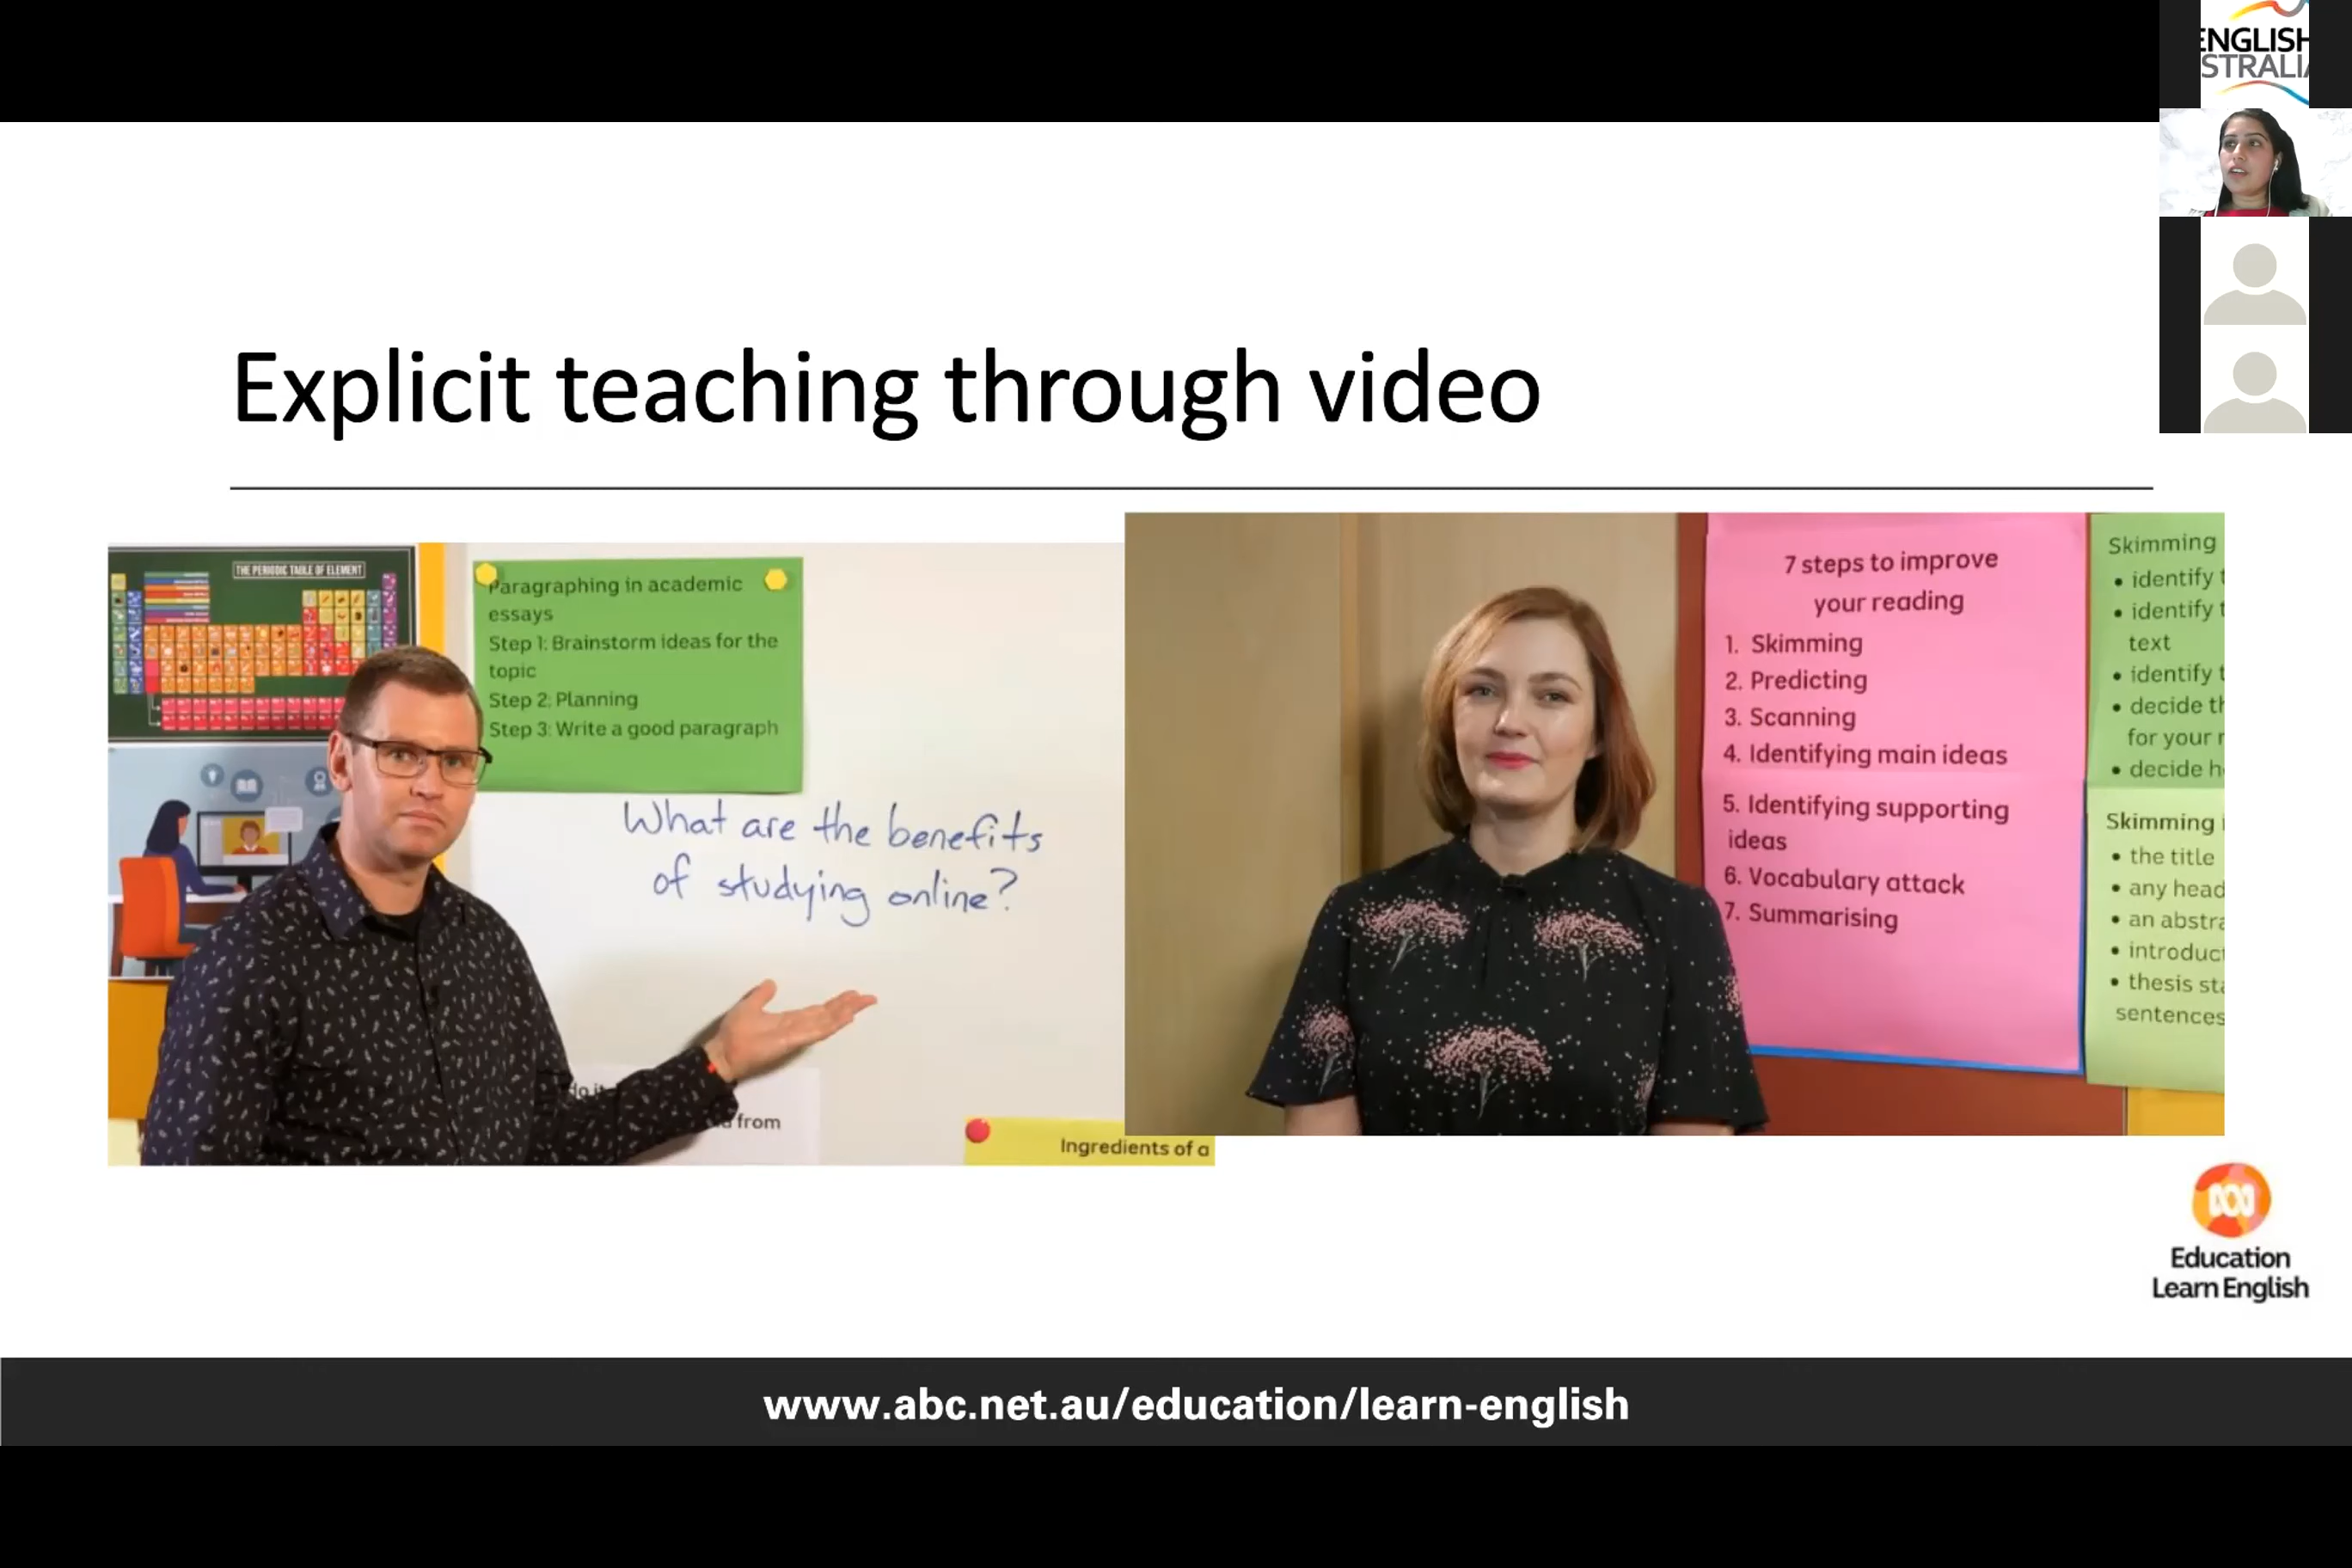 ENGLISH
STRALIA
Explicit teaching through video
THE PERIODIC TABLE OF ELEMENT
Paragraphing in academic
essays
Step 1: Brainstorm ideas for the
topic
Step 2: Planning
Step 3: Write a good paragraph
What are the benefits
of studying online?
do it
from
Ingredients of a
7 steps to improve
your reading
1. Skimming
2. Predicting
3. Scanning
4. Identifying main ideas
5. Identifying supporting
ideas
6. Vocabulary attack
7. Summarising
Skimming
• identify
• identify
text
• identify
• decide
for your
• decide
Skimming
• the title
• any head
• an abstra
• introduc
• thesis sta
sentences
Education
Learn English
www.abc.net.au/education/learn-english